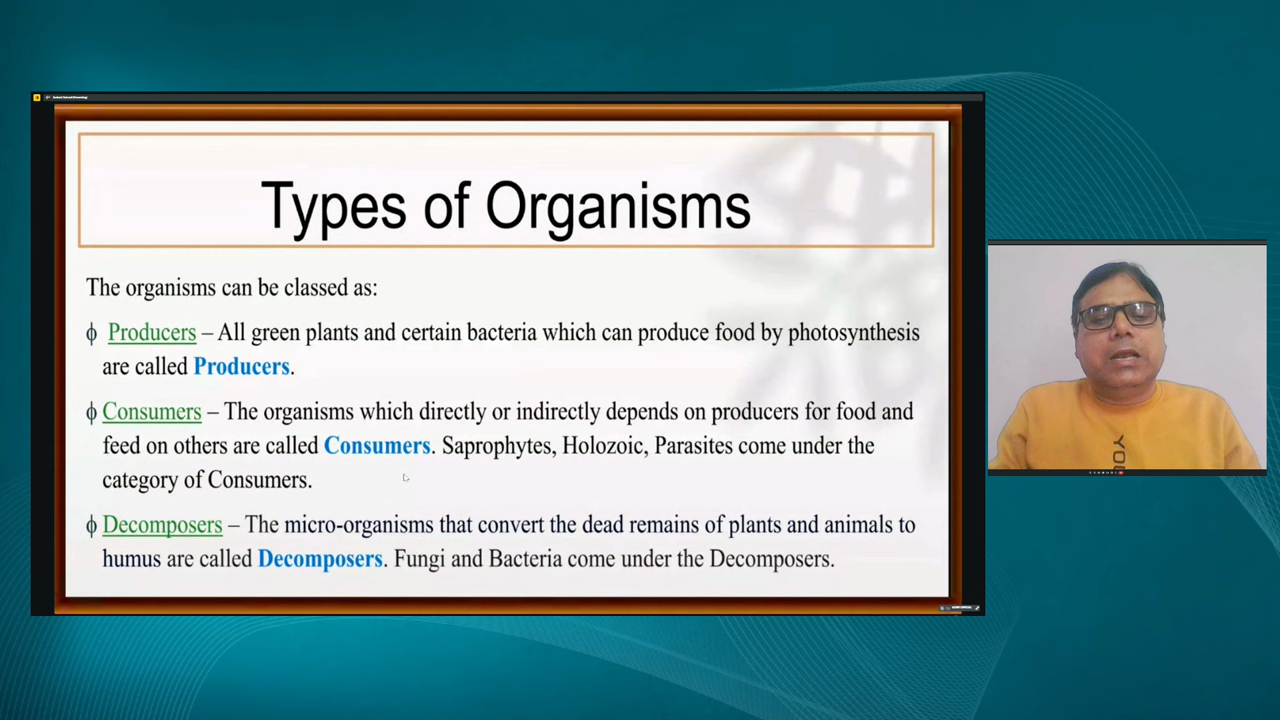 Types of Organisms
The organisms can be classed as:
ϕ Producers – All green plants and certain bacteria which can produce food by photosynthesis
are called Producers.
ϕ Consumers – The organisms which directly or indirectly depends on producers for food and
feed on others are called Consumers. Saprophytes, Holozoic, Parasites come under the
category of Consumers.
ϕ Decomposers – The micro-organisms that convert the dead remains of plants and animals to
humus are called Decomposers. Fungi and Bacteria come under the Decomposers.
YOU